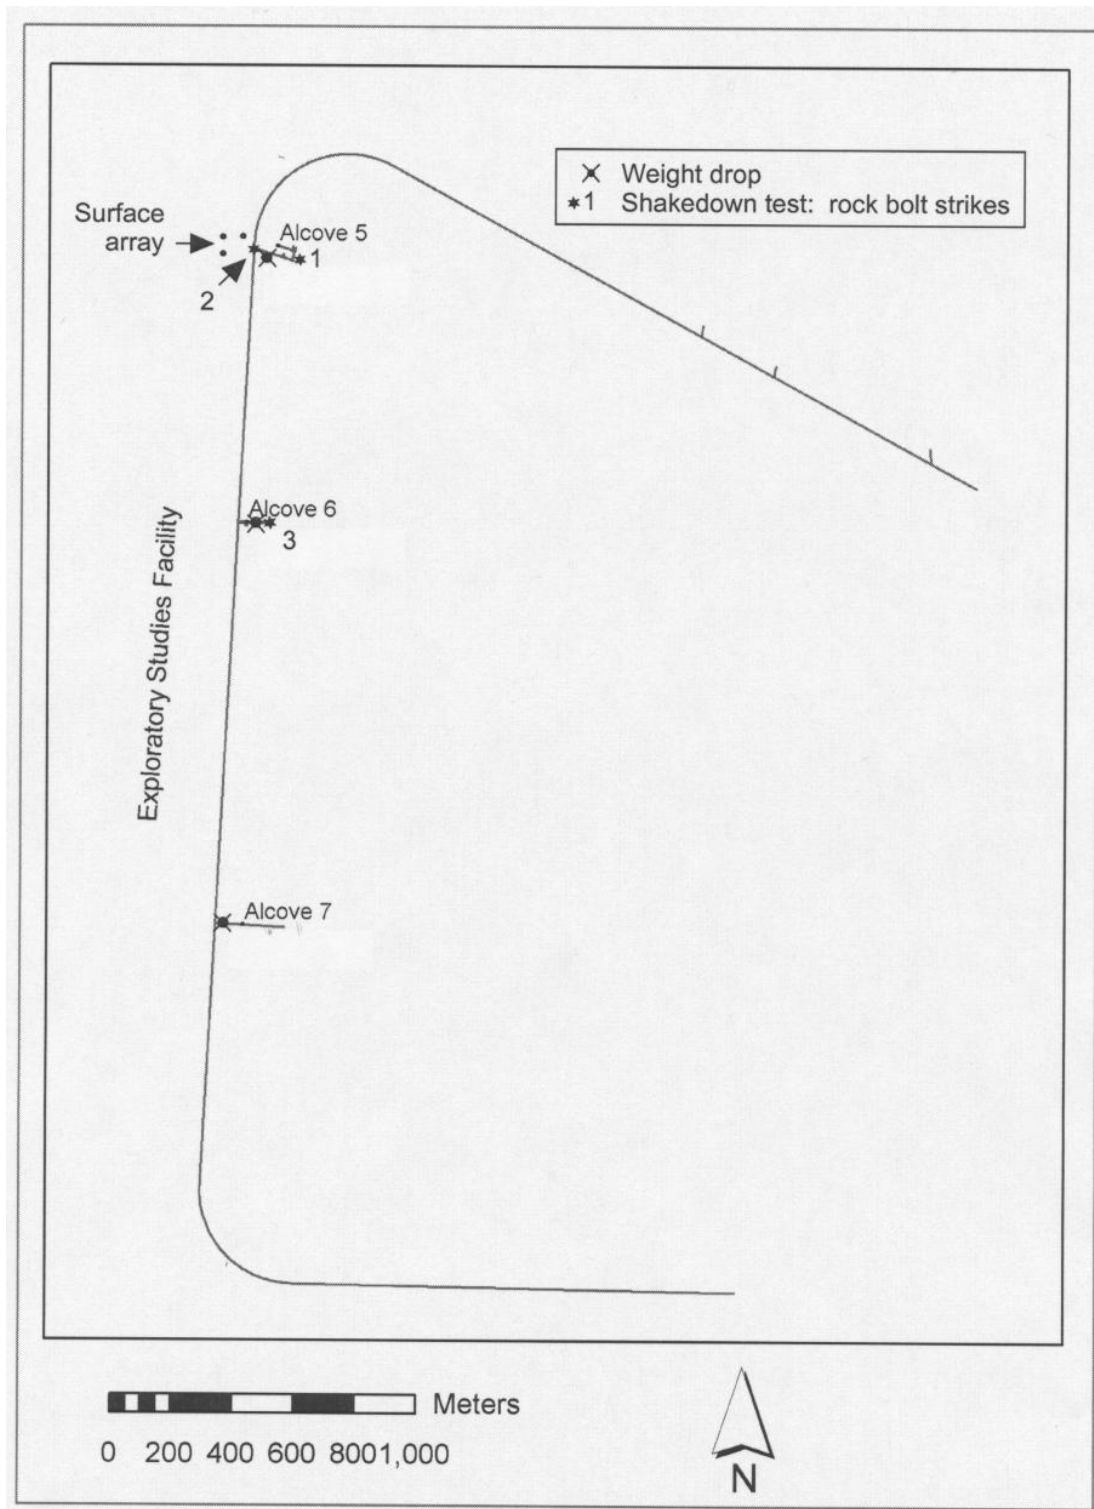 Weight drop
1 Shakedown test: rock bolt strikes
Surface
array
Alcove 5
1
2
Alcove 6
3
Exploratory Studies Facility
Alcove 7
Meters
0 200 400 600 8001,000
N